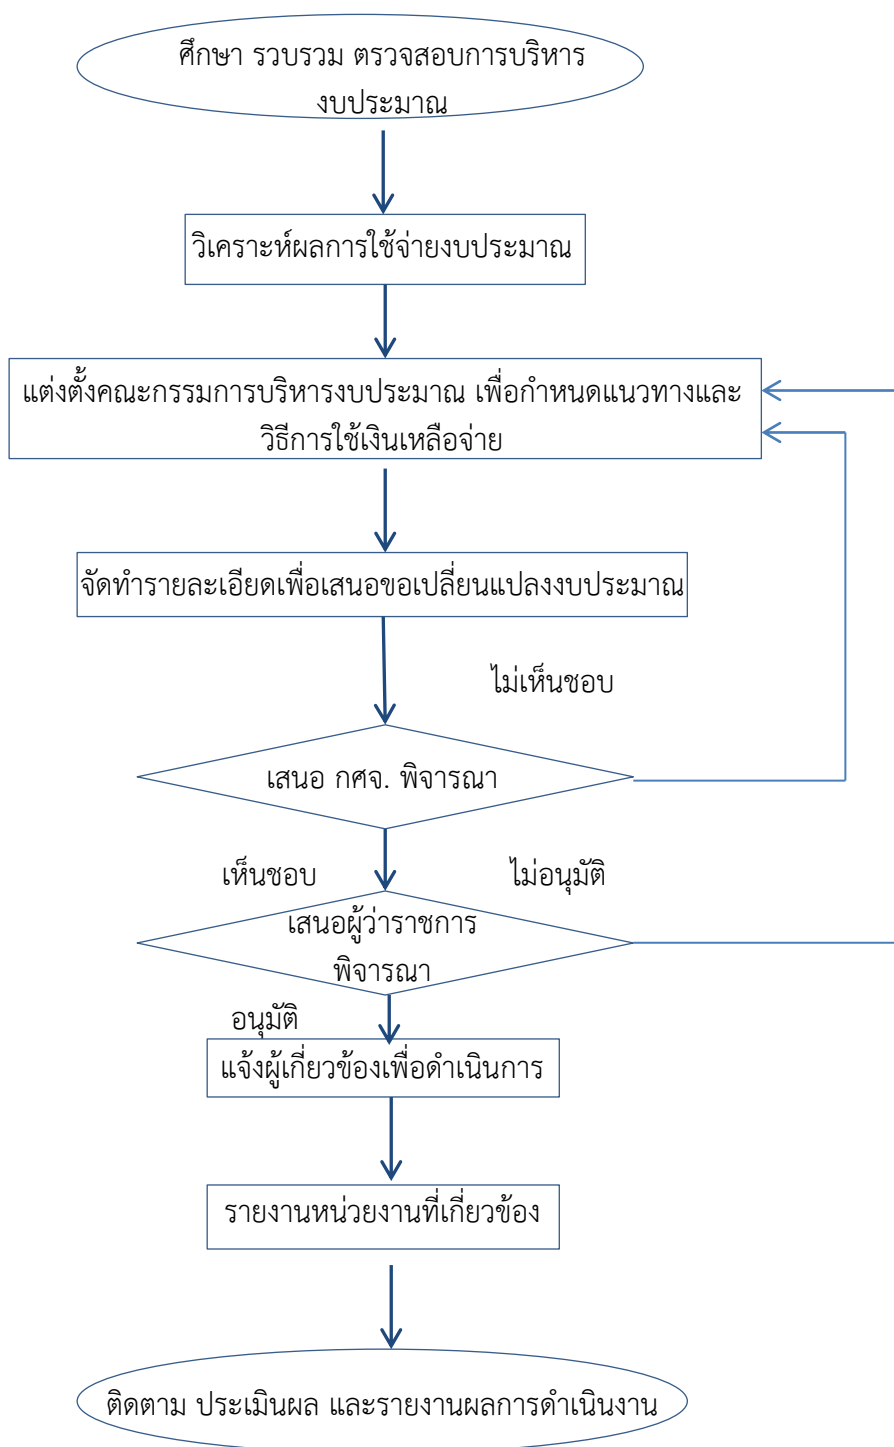 ศึกษา รวบรวม ตรวจสอบการบริหาร
งบประมาณ
วิเคราะห์ผลการใช้จ่ายงบประมาณ
แต่งตั้งคณะกรรมการบริหารงบประมาณ เพื่อกำหนดแนวทางและ
วิธีการใช้เงินเหลือจ่าย
จัดทำรายละเอียดเพื่อเสนอขอเปลี่ยนแปลงงบประมาณ
ไม่เห็นชอบ
เสนอ กศจ. พิจารณา
เห็นชอบ
ไม่อนุมัติ
เสนอผู้ว่าราชการ
พิจารณา
อนุมัติ
แจ้งผู้เกี่ยวข้องเพื่อดำเนินการ
รายงานหน่วยงานที่เกี่ยวข้อง
ติดตาม ประเมินผล และรายงานผลการดำเนินงาน